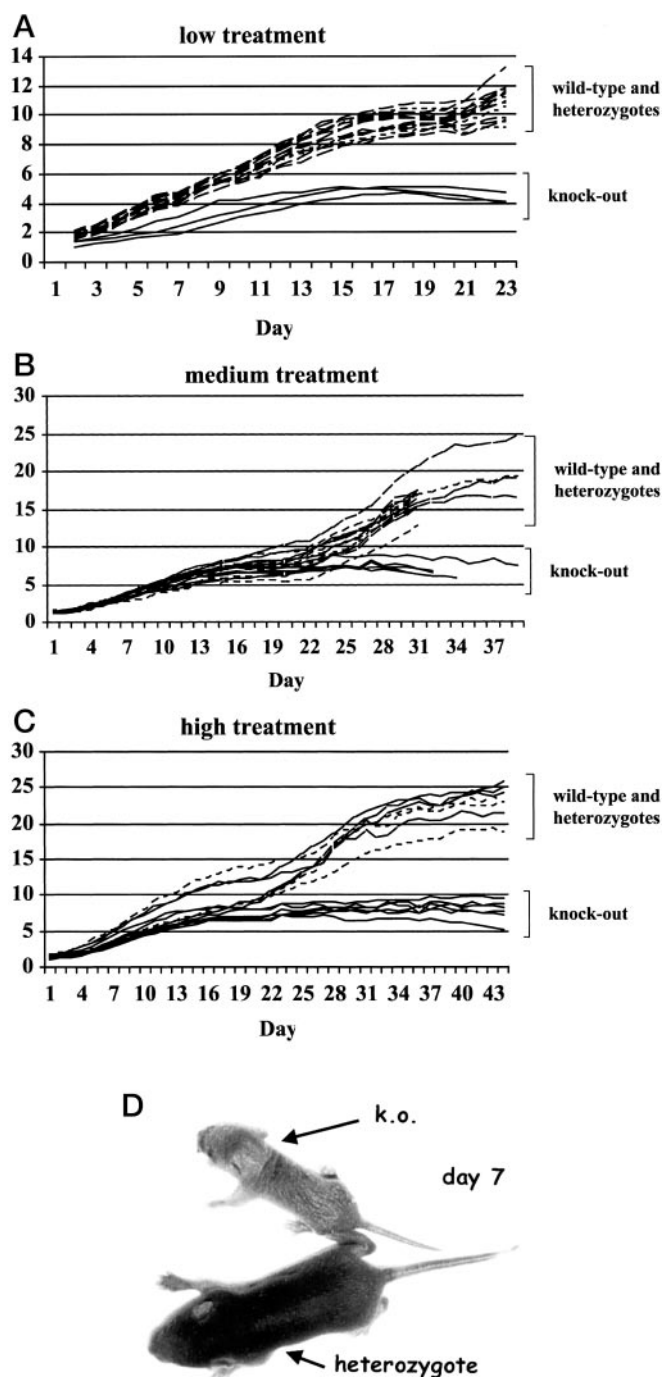 A
low treatment
14
12
10
8
6
4
2
0
1 3 5 7 9 11 13 15 17 19 21 23
Day
wild-type and
heterozygotes
knock-out
B
medium treatment
30
25
20
15
10
5
0
1 4 7 10 13 16 19 22 25 28 31 34 37
Day
wild-type and
heterozygotes
knock-out
C
high treatment
30
25
20
15
10
5
0
1 4 7 10 13 16 19 22 25 28 31 34 37 40 43
Day
wild-type and
heterozygotes
knock-out
D
k.o.
day 7
heterozygote